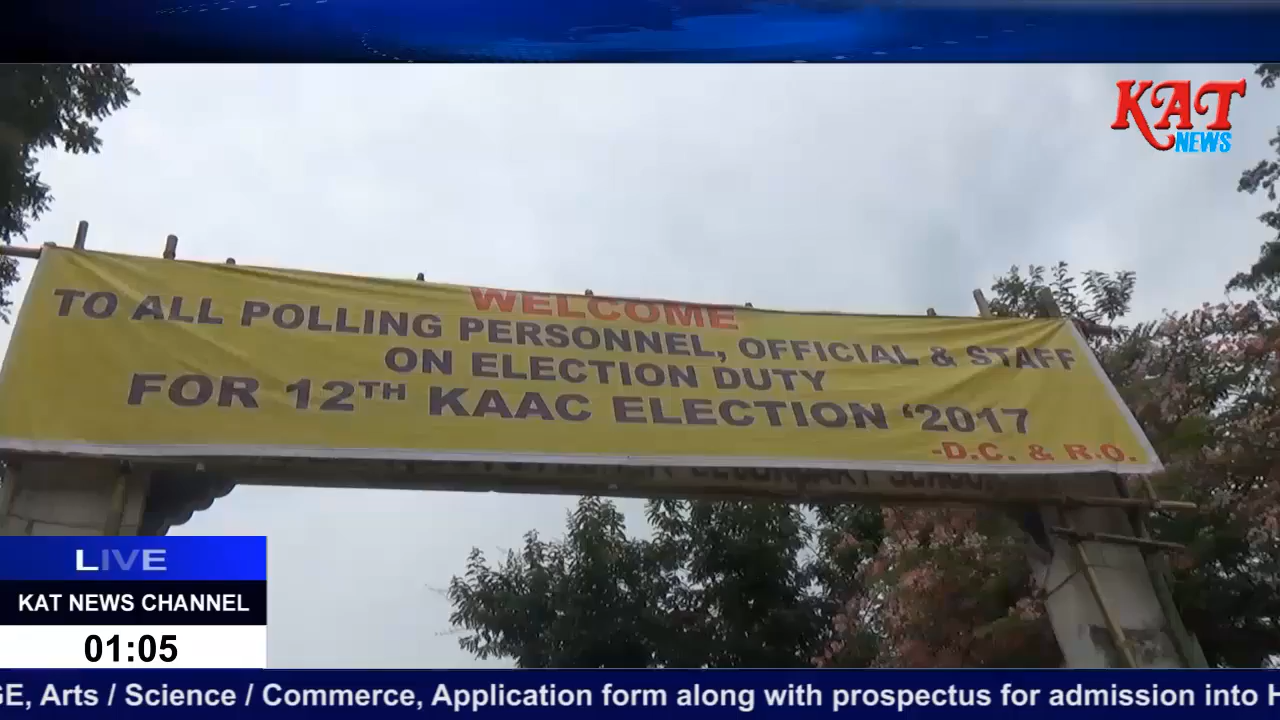 KAT
NEWS
WELCOME
TO ALL POLLING PERSONNEL, OFFICIAL & STAFF
ON ELECTION DUTY
FOR 12TH KAAC ELECTION ‘2017
-D.C. & R.O.
SCHOOL
LIVE
KAT NEWS CHANNEL
01:05
GE, Arts / Science / Commerce, Application form along with prospectus for admission into H